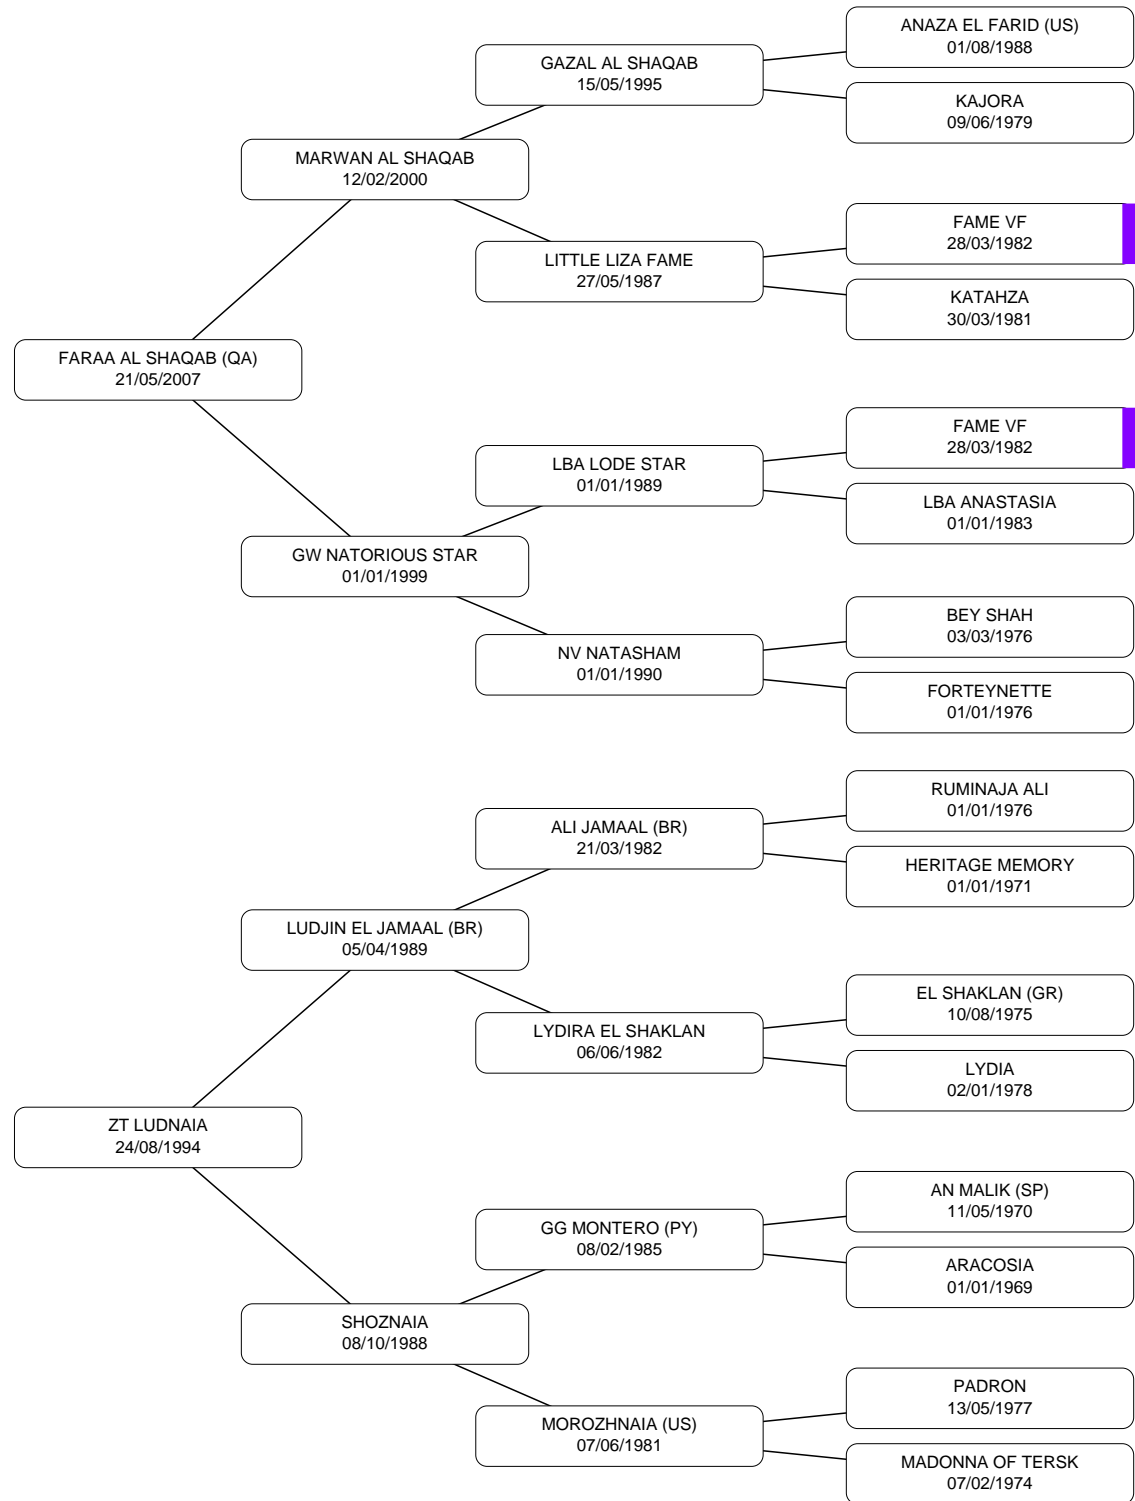 ANAZA EL FARID (US)
01/08/1988
GAZAL AL SHAQAB
15/05/1995
KAJORA
09/06/1979
MARWAN AL SHAQAB
12/02/2000
FAME VF
28/03/1982
LITTLE LIZA FAME
27/05/1987
KATAHZA
30/03/1981
FARAA AL SHAQAB (QA)
21/05/2007
FAME VF
28/03/1982
LBA LODE STAR
01/01/1989
LBA ANASTASIA
01/01/1983
GW NATORIOUS STAR
01/01/1999
BEY SHAH
03/03/1976
NV NATASHAM
01/01/1990
FORTEYNETTE
01/01/1976
RUMINAJA ALI
01/01/1976
ALI JAMAAL (BR)
21/03/1982
HERITAGE MEMORY
01/01/1971
LUDJIN EL JAMAAL (BR)
05/04/1989
EL SHAKLAN (GR)
10/08/1975
LYDIRA EL SHAKLAN
06/06/1982
LYDIA
02/01/1978
ZT LUDNAIA
24/08/1994
AN MALIK (SP)
11/05/1970
GG MONTERO (PY)
08/02/1985
ARACOSIA
01/01/1969
SHOZNAIA
08/10/1988
PADRON
13/05/1977
MOROZHNAIA (US)
07/06/1981
MADONNA OF TERSK
07/02/1974